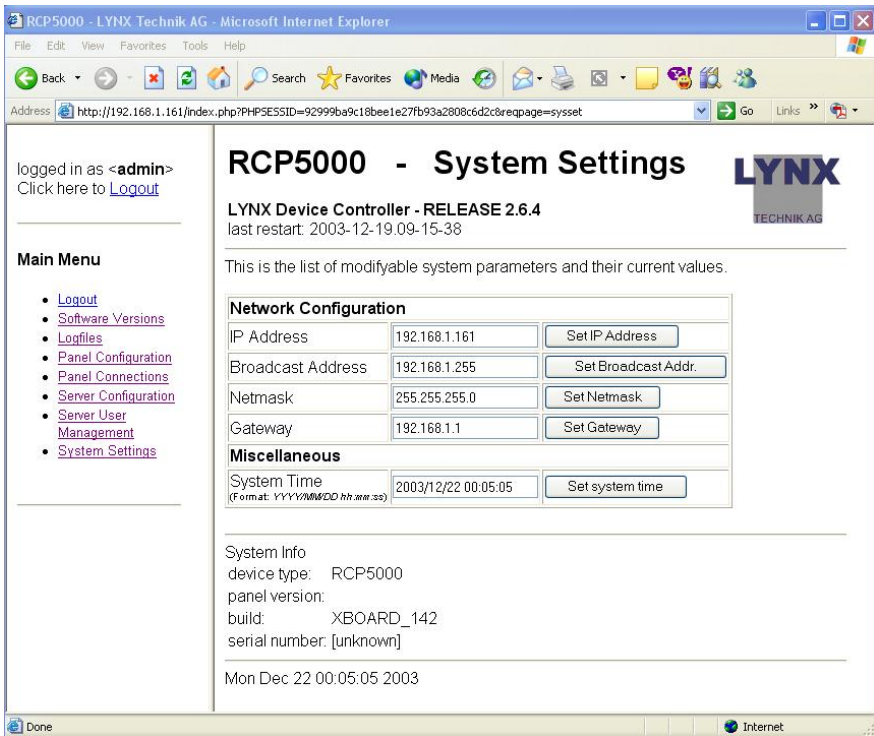 RCP5000 - LYNX Technik AG - Microsoft Internet Explorer
File Edit View Favorites Tools Help
Back Search Favorites Media
Address http://192.168.1.161/index.php?PHPSESSID=92999ba9c18bee1e27fb93a2808c6d2c&reqpage=sysset Go Links »
logged in as <admin>
Click here to Logout
Main Menu
Logout
Software Versions
Logfiles
Panel Configuration
Panel Connections
Server Configuration
Server User
Management
System Settings
RCP5000 - System Settings
LYNX
TECHNIK AG
LYNX Device Controller - RELEASE 2.6.4
last restart: 2003-12-19.09-15-38
This is the list of modifyable system parameters and their current values.
Network Configuration
IP Address 192.168.1.161 Set IP Address
Broadcast Address 192.168.1.255 Set Broadcast Addr.
Netmask 255.255.255.0 Set Netmask
Gateway 192.168.1.1 Set Gateway
Miscellaneous
System Time 2003/12/22 00:05:05 Set system time
(Format: YYYY/MM/DD hh:mm:ss)
System Info
device type: RCP5000
panel version:
build: XBOARD_142
serial number: [unknown]
Mon Dec 22 00:05:05 2003
Done Internet